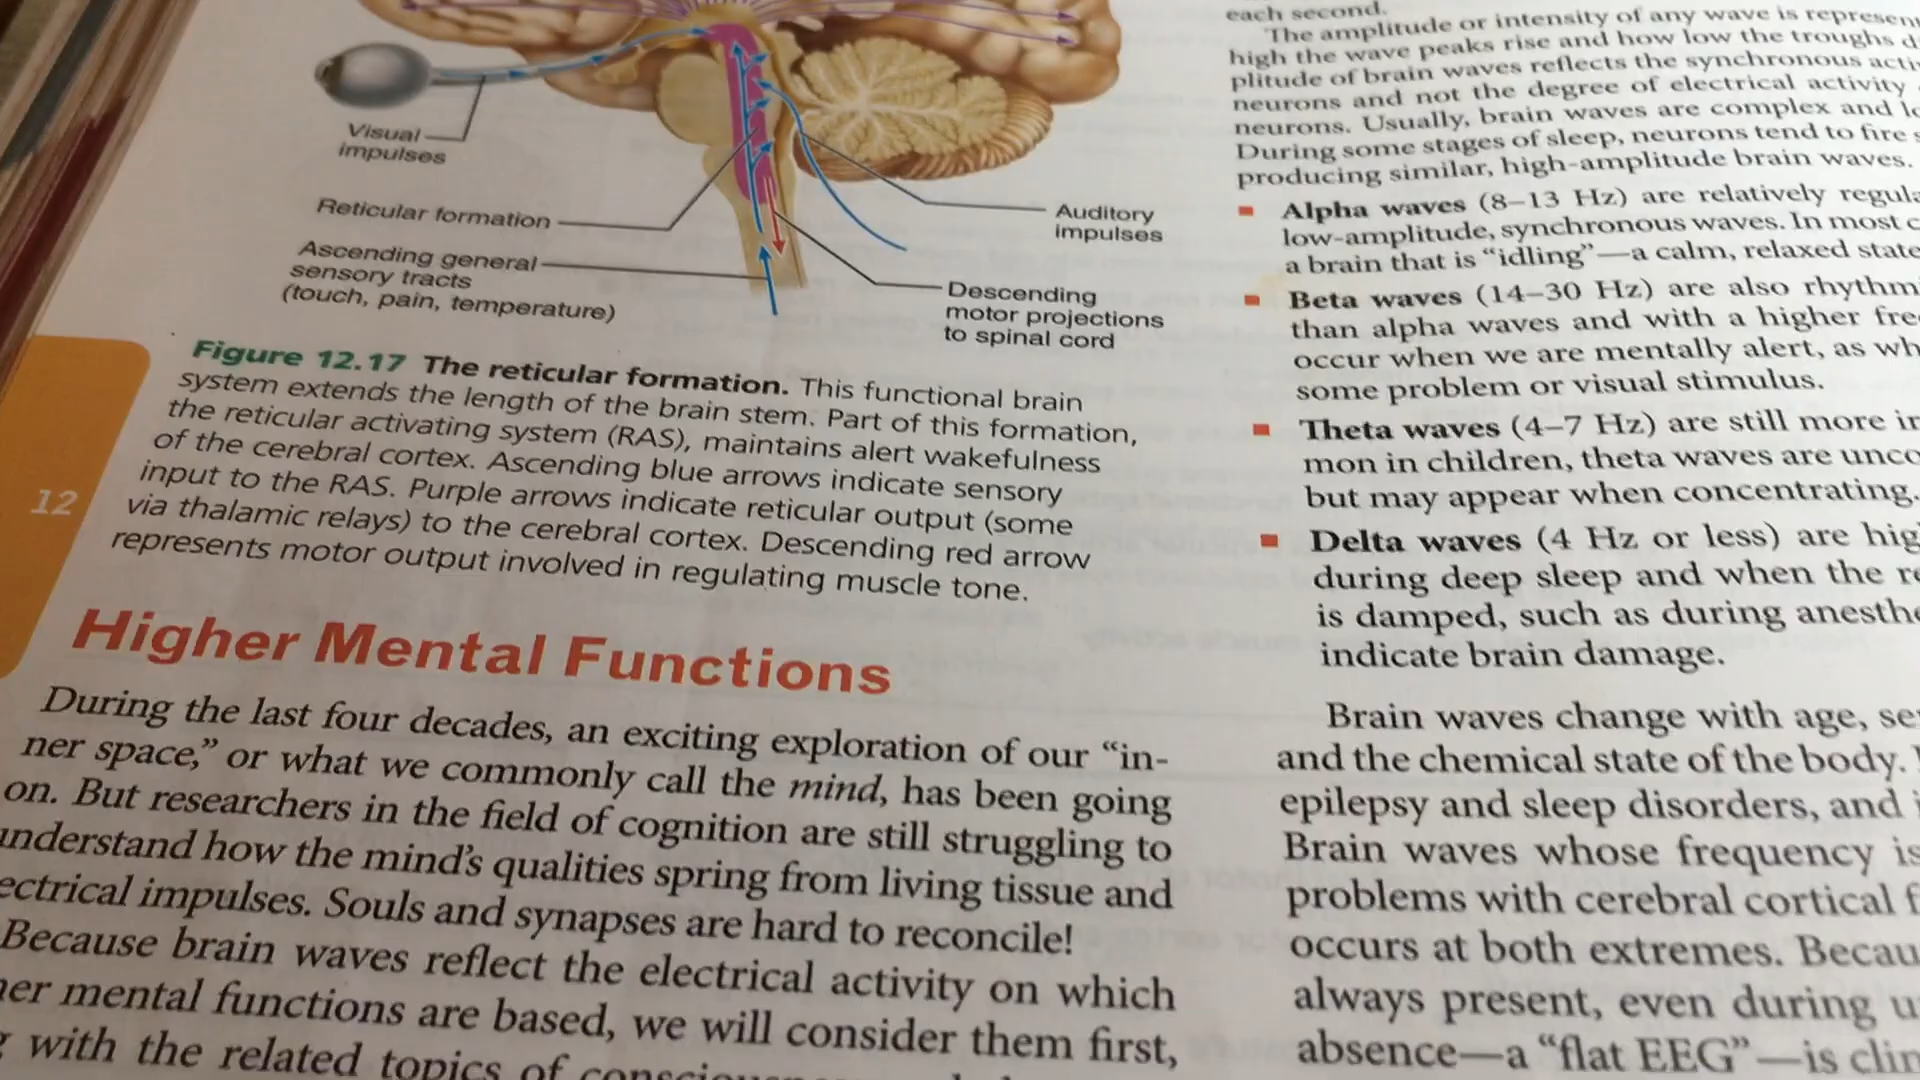 Visual
impulses
Reticular formation
Ascending general
sensory tracts
(touch, pain, temperature)
Auditory
impulses
Descending
motor projections
to spinal cord
Figure 12.17 The reticular formation. This functional brain
system extends the length of the brain stem. Part of this formation,
the reticular activating system (RAS), maintains alert wakefulness
of the cerebral cortex. Ascending blue arrows indicate sensory
input to the RAS. Purple arrows indicate reticular output (some
via thalamic relays) to the cerebral cortex. Descending red arrow
represents motor output involved in regulating muscle tone.
12
Higher Mental Functions
During the last four decades, an exciting exploration of our “in-
ner space,” or what we commonly call the mind, has been going
on. But researchers in the field of cognition are still struggling to
understand how the mind’s qualities spring from living tissue and
ectrical impulses. Souls and synapses are hard to reconcile!
Because brain waves reflect the electrical activity on which
er mental functions are based, we will consider them first,
with the related topics of
each second.
The amplitude or intensity of any wave is represen
high the wave peaks rise and how low the troughs d
plitude of brain waves reflects the synchronous acti
neurons and not the degree of electrical activity
neurons. Usually, brain waves are complex and lo
During some stages of sleep, neurons tend to fire s
producing similar, high-amplitude brain waves.
Alpha waves (8–13 Hz) are relatively regula
low-amplitude, synchronous waves. In most c
a brain that is “idling”—a calm, relaxed state
Beta waves (14–30 Hz) are also rhythm
than alpha waves and with a higher fre
occur when we are mentally alert, as wh
some problem or visual stimulus.
Theta waves (4–7 Hz) are still more ir
mon in children, theta waves are unco
but may appear when concentrating.
Delta waves (4 Hz or less) are hig
during deep sleep and when the re
is damped, such as during anesthe
indicate brain damage.
Brain waves change with age, se
and the chemical state of the body.
epilepsy and sleep disorders, and i
Brain waves whose frequency is
problems with cerebral cortical f
occurs at both extremes. Becau
always present, even during u
absence—a “flat EEG”—is clin